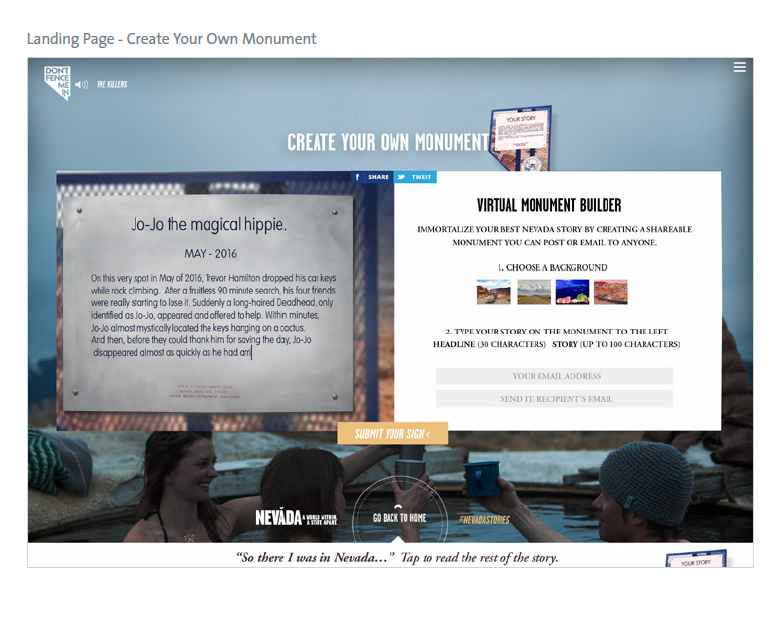 Landing Page - Create Your Own Monument
DON'T
FENCE
ME
IN
THE KILLERS
CREATE YOUR OWN MONUMENT
YOUR STORY
SHARE
TWEET
Jo-Jo the magical hippie.
MAY - 2016
On this very spot in May of 2016, Trevor Hamilton dropped his car keys
while rock climbing. After a fruitless 90 minute search, his four friends
were really starting to lose it. Suddenly a long-haired Deadhead, only
identified as Jo-Jo, appeared and offered to help. Within minutes,
Jo-Jo almost mystically located the keys hanging on a cactus.
And then, before they could thank him for saving the day, Jo-Jo
disappeared almost as quickly as he had arri
VIRTUAL MONUMENT BUILDER
IMMORTALIZE YOUR BEST NEVADA STORY BY CREATING A SHAREABLE
MONUMENT YOU CAN POST OR EMAIL TO ANYONE.
1. CHOOSE A BACKGROUND
2. TYPE YOUR STORY ON THE MONUMENT TO THE LEFT
HEADLINE (30 CHARACTERS) STORY (UP TO 100 CHARACTERS)
YOUR EMAIL ADDRESS
SEND IT: RECIPIENT'S EMAIL
SUBMIT YOUR SIGN ‹
NEVADA A WORLD WITHIN.
A STATE APART.
GO BACK TO HOME
#NEVADASTORIES
"So there I was in Nevada..." Tap to read the rest of the story.
YOUR STORY